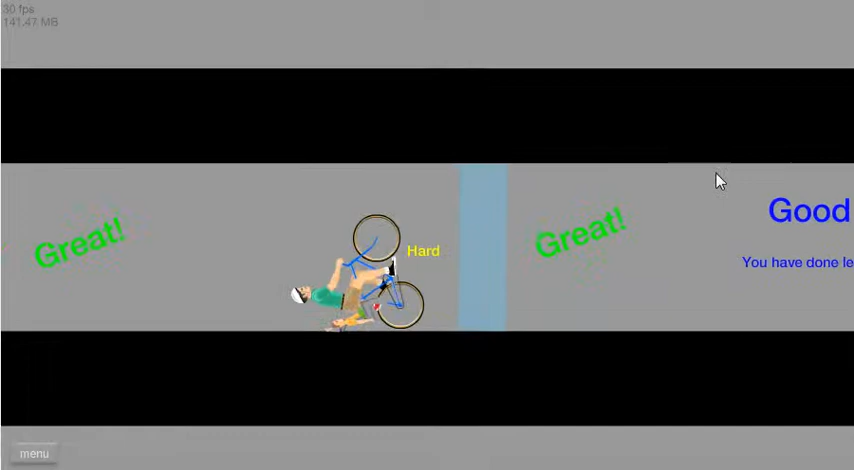 30 fps
141.47 MB
Great!
Hard
Great!
Good
You have done le
menu